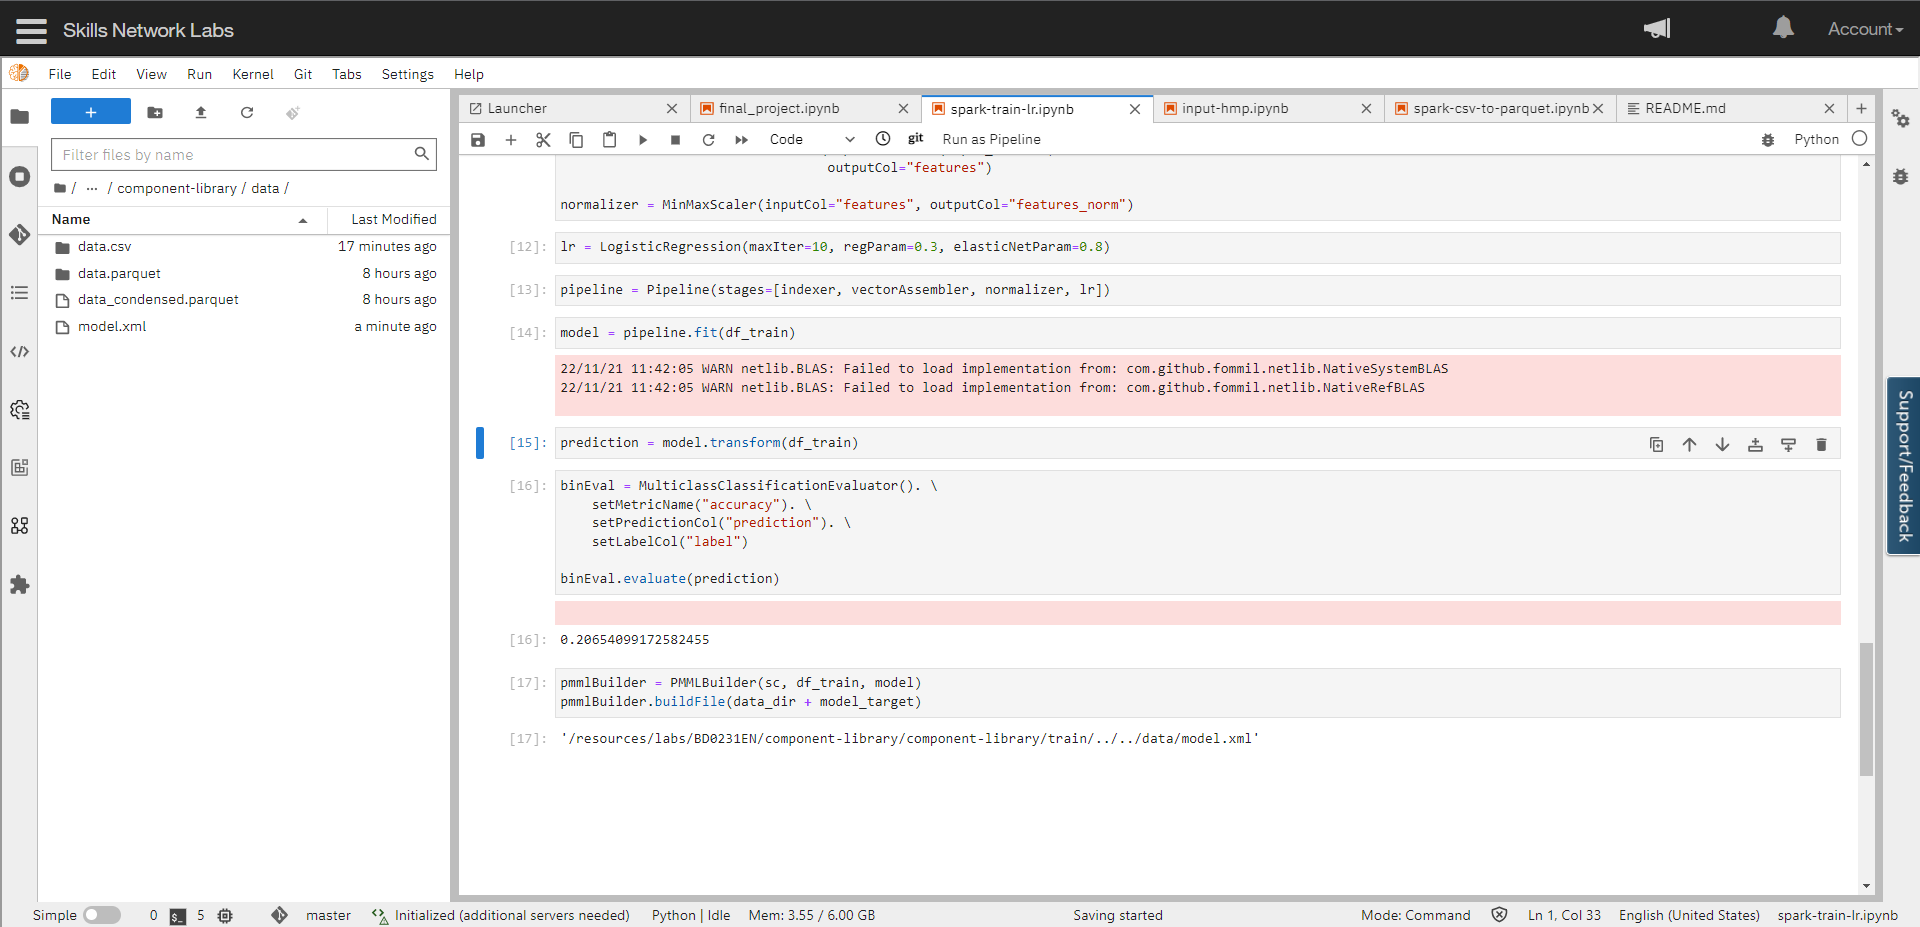 Skills Network Labs
Account
File Edit View Run Kernel Git Tabs Settings Help
+
Filter files by name
/ ··· / component-library / data /
Name Last Modified
data.csv 17 minutes ago
data.parquet 8 hours ago
data_condensed.parquet 8 hours ago
model.xml a minute ago
Launcher
final_project.ipynb
spark-train-lr.ipynb
input-hmp.ipynb
spark-csv-to-parquet.ipynb
README.md
Code git Run as Pipeline Python
outputCol="features")
normalizer = MinMaxScaler(inputCol="features", outputCol="features_norm")
[12]: lr = LogisticRegression(maxIter=10, regParam=0.3, elasticNetParam=0.8)
[13]: pipeline = Pipeline(stages=[indexer, vectorAssembler, normalizer, lr])
[14]: model = pipeline.fit(df_train)
22/11/21 11:42:05 WARN netlib.BLAS: Failed to load implementation from: com.github.fommil.netlib.NativeSystemBLAS
22/11/21 11:42:05 WARN netlib.BLAS: Failed to load implementation from: com.github.fommil.netlib.NativeRefBLAS
[15]: prediction = model.transform(df_train)
[16]: binEval = MulticlassClassificationEvaluator(). \
setMetricName("accuracy"). \
setPredictionCol("prediction"). \
setLabelCol("label")
binEval.evaluate(prediction)
[16]: 0.20654099172582455
[17]: pmmlBuilder = PMMLBuilder(sc, df_train, model)
pmmlBuilder.buildFile(data_dir + model_target)
[17]: '/resources/labs/BD0231EN/component-library/component-library/train/../../data/model.xml'
Support/Feedback
Simple 0 $_ 5 master Initialized (additional servers needed) Python | Idle Mem: 3.55 / 6.00 GB Saving started Mode: Command Ln 1, Col 33 English (United States) spark-train-lr.ipynb